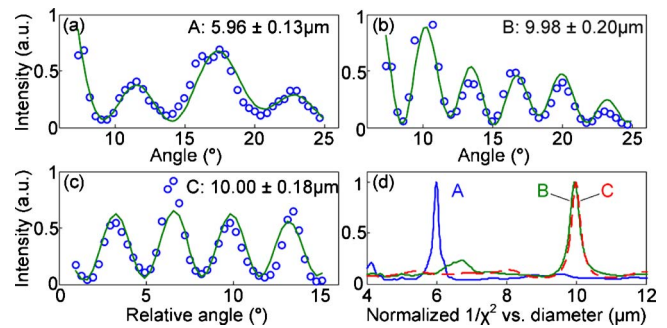 (a) A: 5.96 ± 0.13µm
Intensity (a.u.)
1
0.5
0
10 15 20 25
Angle (°)
(b) B: 9.98 ± 0.20µm
1
0.5
0
10 15 20 25
Angle (°)
(c) C: 10.00 ± 0.18µm
Intensity (a.u.)
1
0.5
0
0 5 10 15
Relative angle (°)
(d) A B C
1
0.5
0
4 6 8 10 12
Normalized 1/χ² vs. diameter (µm)